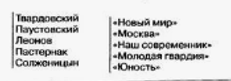 Твардовский
Паустовский
Леонов
Пастернак
Солженицын
«Новый мир»
«Москва»
«Наш современник»
«Молодая гвардия»
«Юность»